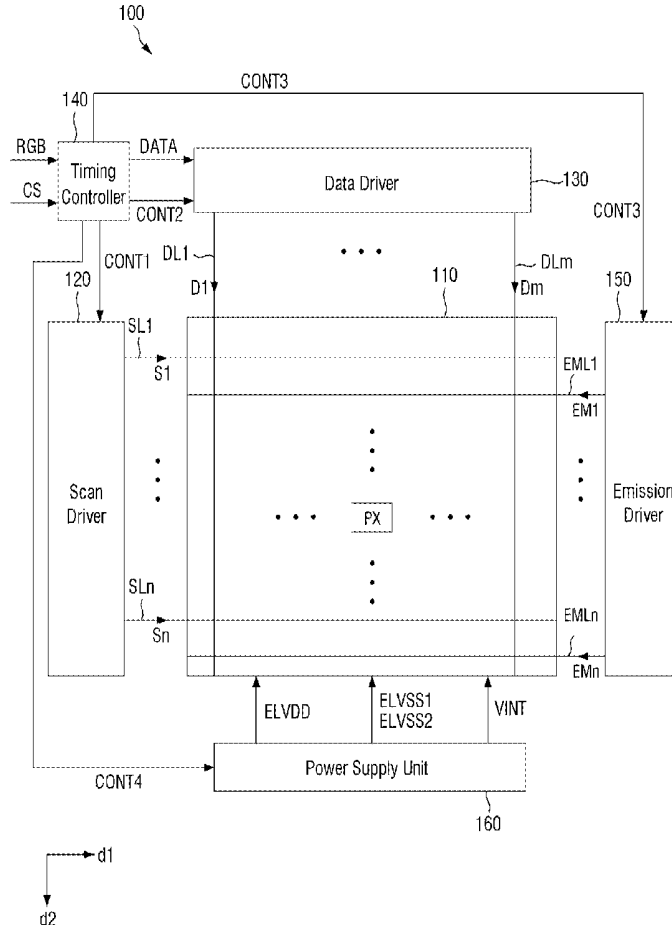 100
CONT3
140
RGB
DATA
Timing
Controller
Data Driver
130
CS
CONT2
CONT3
CONT1
DL1
DLm
120
D1
Dm
110
150
SL1
S1
EML1
EM1
Scan
Driver
PX
Emission
Driver
SLn
Sn
EMLn
EMn
ELVDD
ELVSS1
ELVSS2
VINT
CONT4
Power Supply Unit
160
d1
d2